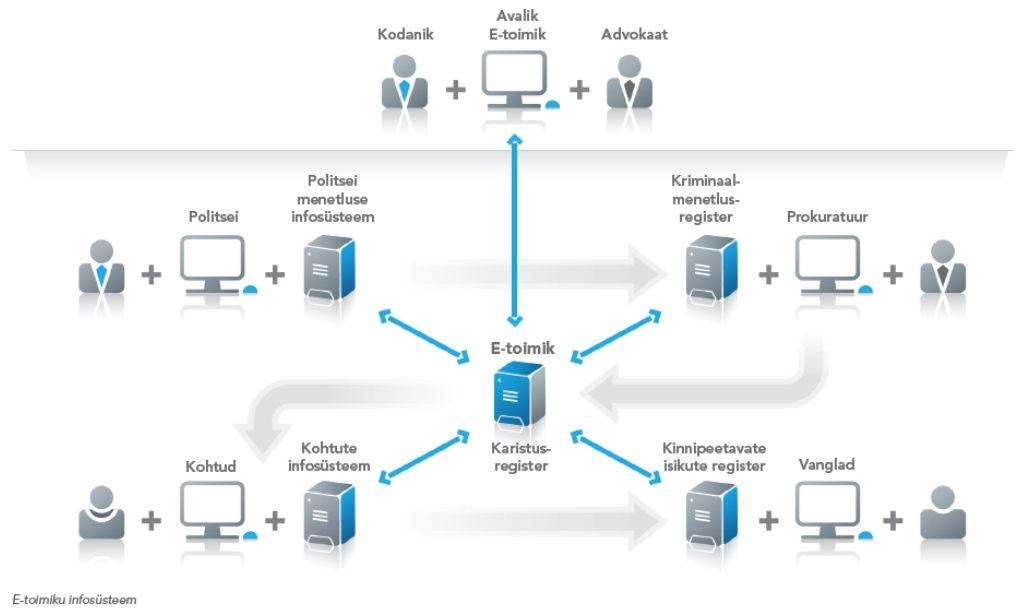 Avalik
Kodanik E-toimik Advokaat
Politsei
menetluse
infosüsteem
Politsei
Kriminaal-
menetlus-
register
Prokuratuur
E-toimik
Karistus-
register
Kohtute
infosüsteem
Kohtud
Kinnipeetavate
isikute register
Vanglad
E-toimiku infosüsteem